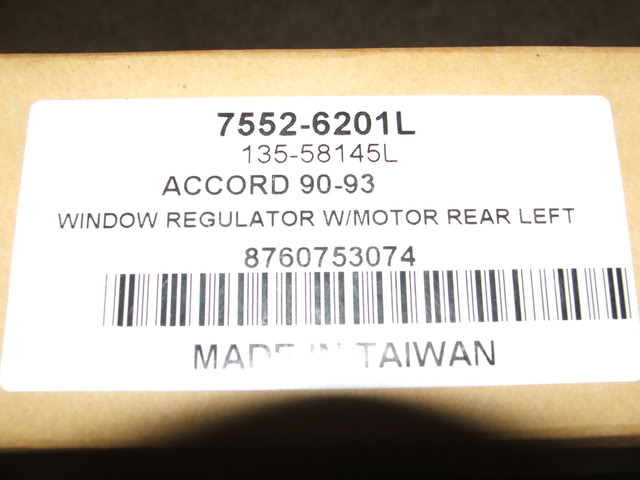 7552-6201L
135-58145L
ACCORD 90-93
WINDOW REGULATOR W/MOTOR REAR LEFT
8760753074
MADE IN TAIWAN